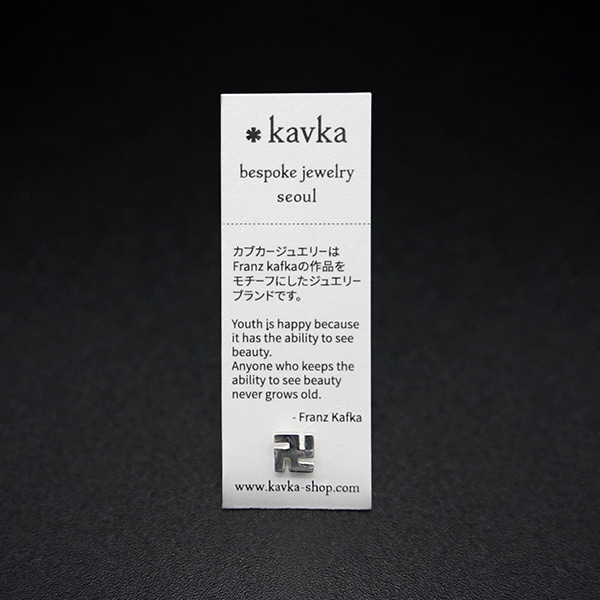 * kavka
bespoke jewelry
seoul
カブカージュエリーは
Franz kafkaの作品を
モチーフにしたジュエリー
ブランドです。
Youth js happy because
it has the ability to see
beauty.
Anyone who keeps the
ability to see beauty
never grows old.
- Franz Kafka
卍
www.kavka-shop.com